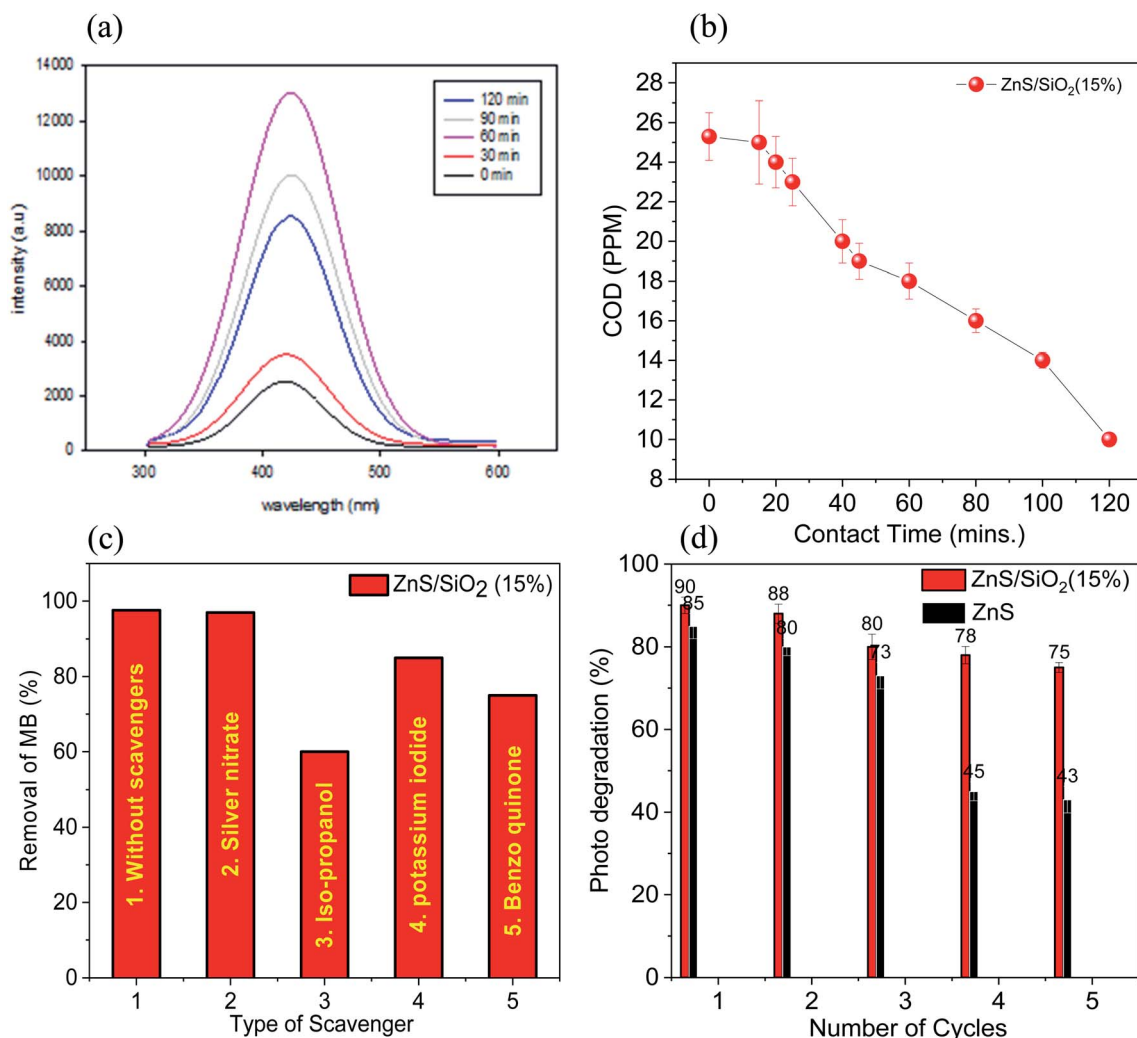 (a)
14000
12000
10000
8000
6000
4000
2000
0
intensity (a.u)
120 min
90 min
60 min
30 min
0 min
300
400
500
600
wavelength (nm)
(b)
28
26
24
22
20
18
16
14
12
10
8
COD (PPM)
ZnS/SiO₂(15%)
0
20
40
60
80
100
120
Contact Time (mins.)
(c)
100
80
60
40
20
0
Removal of MB (%)
ZnS/SiO₂ (15%)
1. Without scavengers
2. Silver nitrate
3. Iso-propanol
4. potassium iodide
5. Benzo quinone
1
2
3
4
5
Type of Scavenger
(d)
100
80
60
40
20
0
Photo degradation (%)
ZnS/SiO₂(15%)
ZnS
90
85
88
80
80
73
78
45
75
43
1
2
3
4
5
Number of Cycles